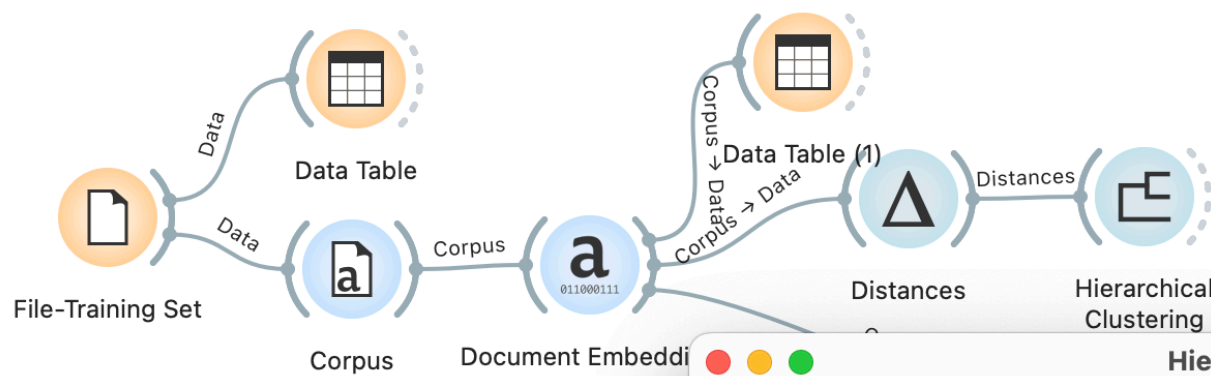 Data
Data Table
Corpus → Data
Data Table (1)
Distances
Data
Corpus
Corpus → Data
a
a
011000111
File-Training Set
Distances
Hierarchical
Clustering
Corpus
Document Embeddi
Hie